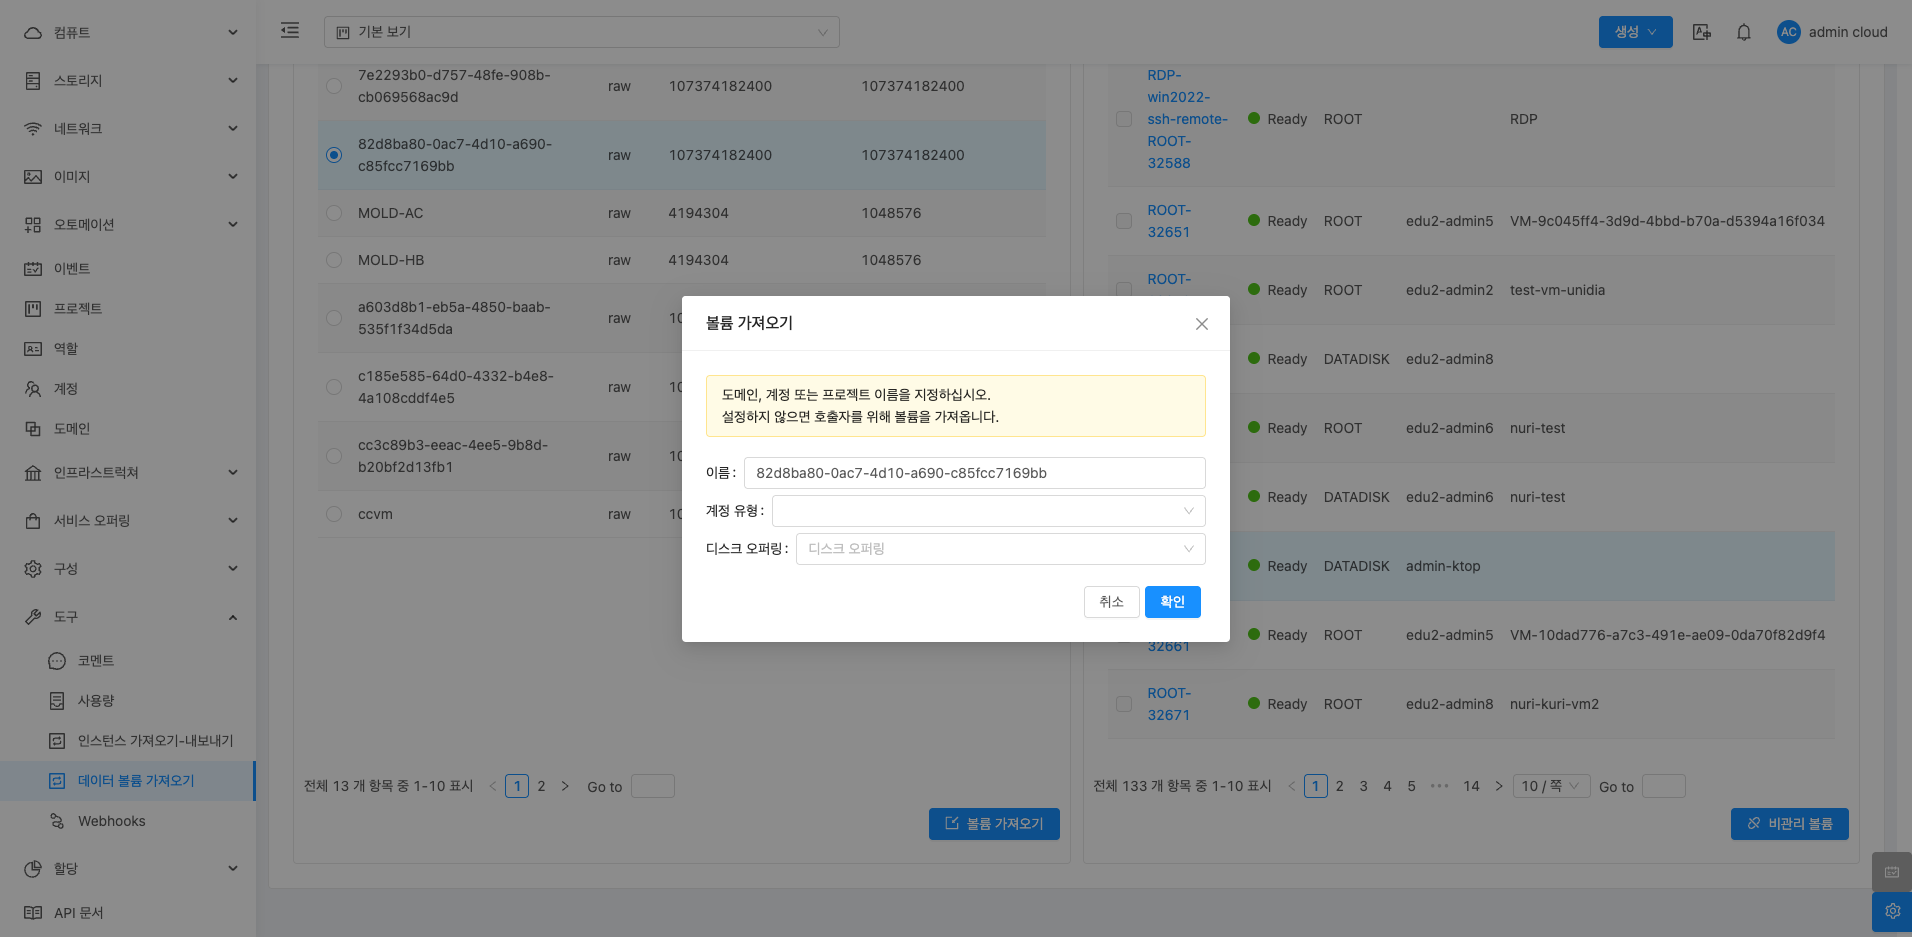 컴퓨트
스토리지
네트워크
이미지
오토메이션
이벤트
프로젝트
역할
계정
도메인
인프라스트럭쳐
서비스 오퍼링
구성
도구
코멘트
사용량
인스턴스 가져오기-내보내기
데이터 볼륨 가져오기
Webhooks
할당
API 문서
기본 보기
생성
AC admin cloud
7e2293b0-d757-48fe-908b-
cb069568ac9d
raw 107374182400 107374182400
82d8ba80-0ac7-4d10-a690-
c85fcc7169bb
raw 107374182400 107374182400
MOLD-AC raw 4194304 1048576
MOLD-HB raw 4194304 1048576
a603d8b1-eb5a-4850-baab-
535f1f34d5da
raw 10
c185e585-64d0-4332-b4e8-
4a108cddf4e5
raw 10
cc3c89b3-eeac-4ee5-9b8d-
b20bf2d13fb1
raw 10
ccvm raw 10
전체 13 개 항목 중 1-10 표시 1 2 Go to
볼륨 가져오기
RDP-
win2022-
ssh-remote-
ROOT-
32588
Ready ROOT RDP
ROOT-
32651
Ready ROOT edu2-admin5 VM-9c045ff4-3d9d-4bbd-b70a-d5394a16f034
ROOT-
Ready ROOT edu2-admin2 test-vm-unidia
Ready DATADISK edu2-admin8
Ready ROOT edu2-admin6 nuri-test
Ready DATADISK edu2-admin6 nuri-test
Ready DATADISK admin-ktop
32661
Ready ROOT edu2-admin5 VM-10dad776-a7c3-491e-ae09-0da70f82d9f4
ROOT-
32671
Ready ROOT edu2-admin8 nuri-kuri-vm2
전체 133 개 항목 중 1-10 표시 1 2 3 4 5 ••• 14 10 / 쪽 Go to
비관리 볼륨
볼륨 가져오기
도메인, 계정 또는 프로젝트 이름을 지정하십시오.
설정하지 않으면 호출자를 위해 볼륨을 가져옵니다.
이름 : 82d8ba80-0ac7-4d10-a690-c85fcc7169bb
계정 유형 :
디스크 오퍼링 : 디스크 오퍼링
취소 확인